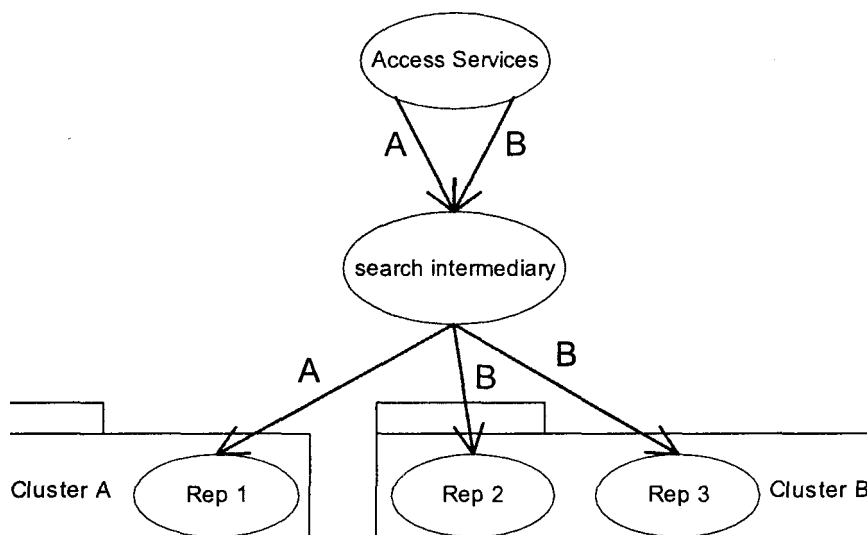 Access Services
A
B
search intermediary
A
B
B
Cluster A
Rep 1
Rep 2
Rep 3
Cluster B